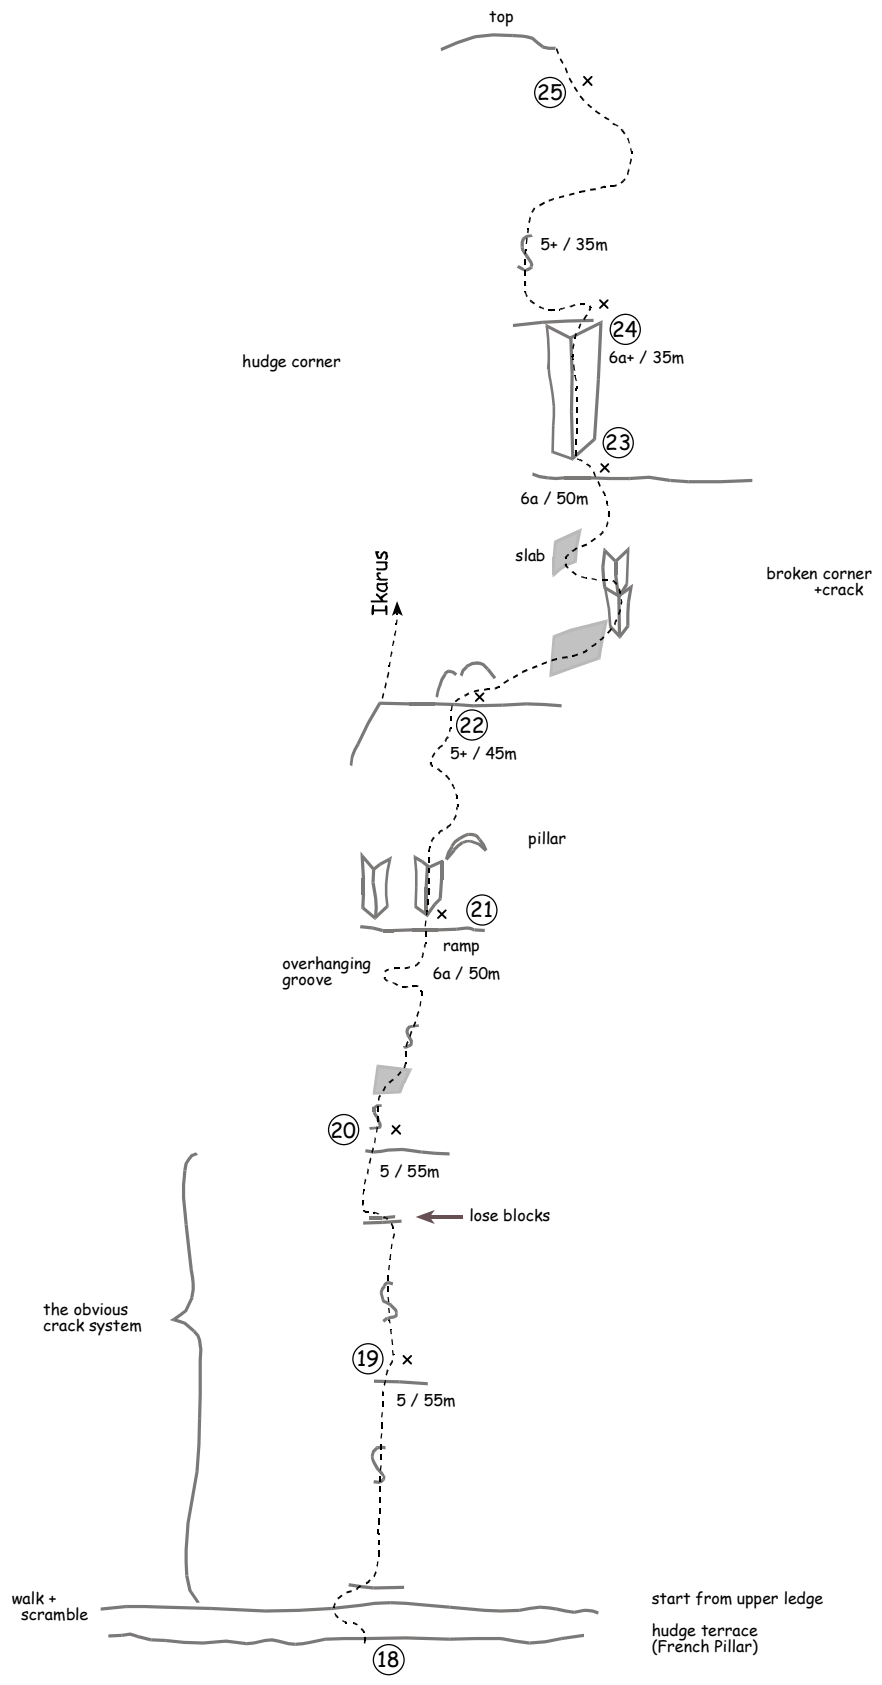 top
25
5+ / 35m
24
6a+ / 35m
hudge corner
23
6a / 50m
slab
broken corner
+crack
Ikarus
22
5+ / 45m
pillar
21
ramp
overhanging
groove
6a / 50m
20
5 / 55m
lose blocks
the obvious
crack system
19
5 / 55m
walk +
scramble
start from upper ledge
hudge terrace
(French Pillar)
18